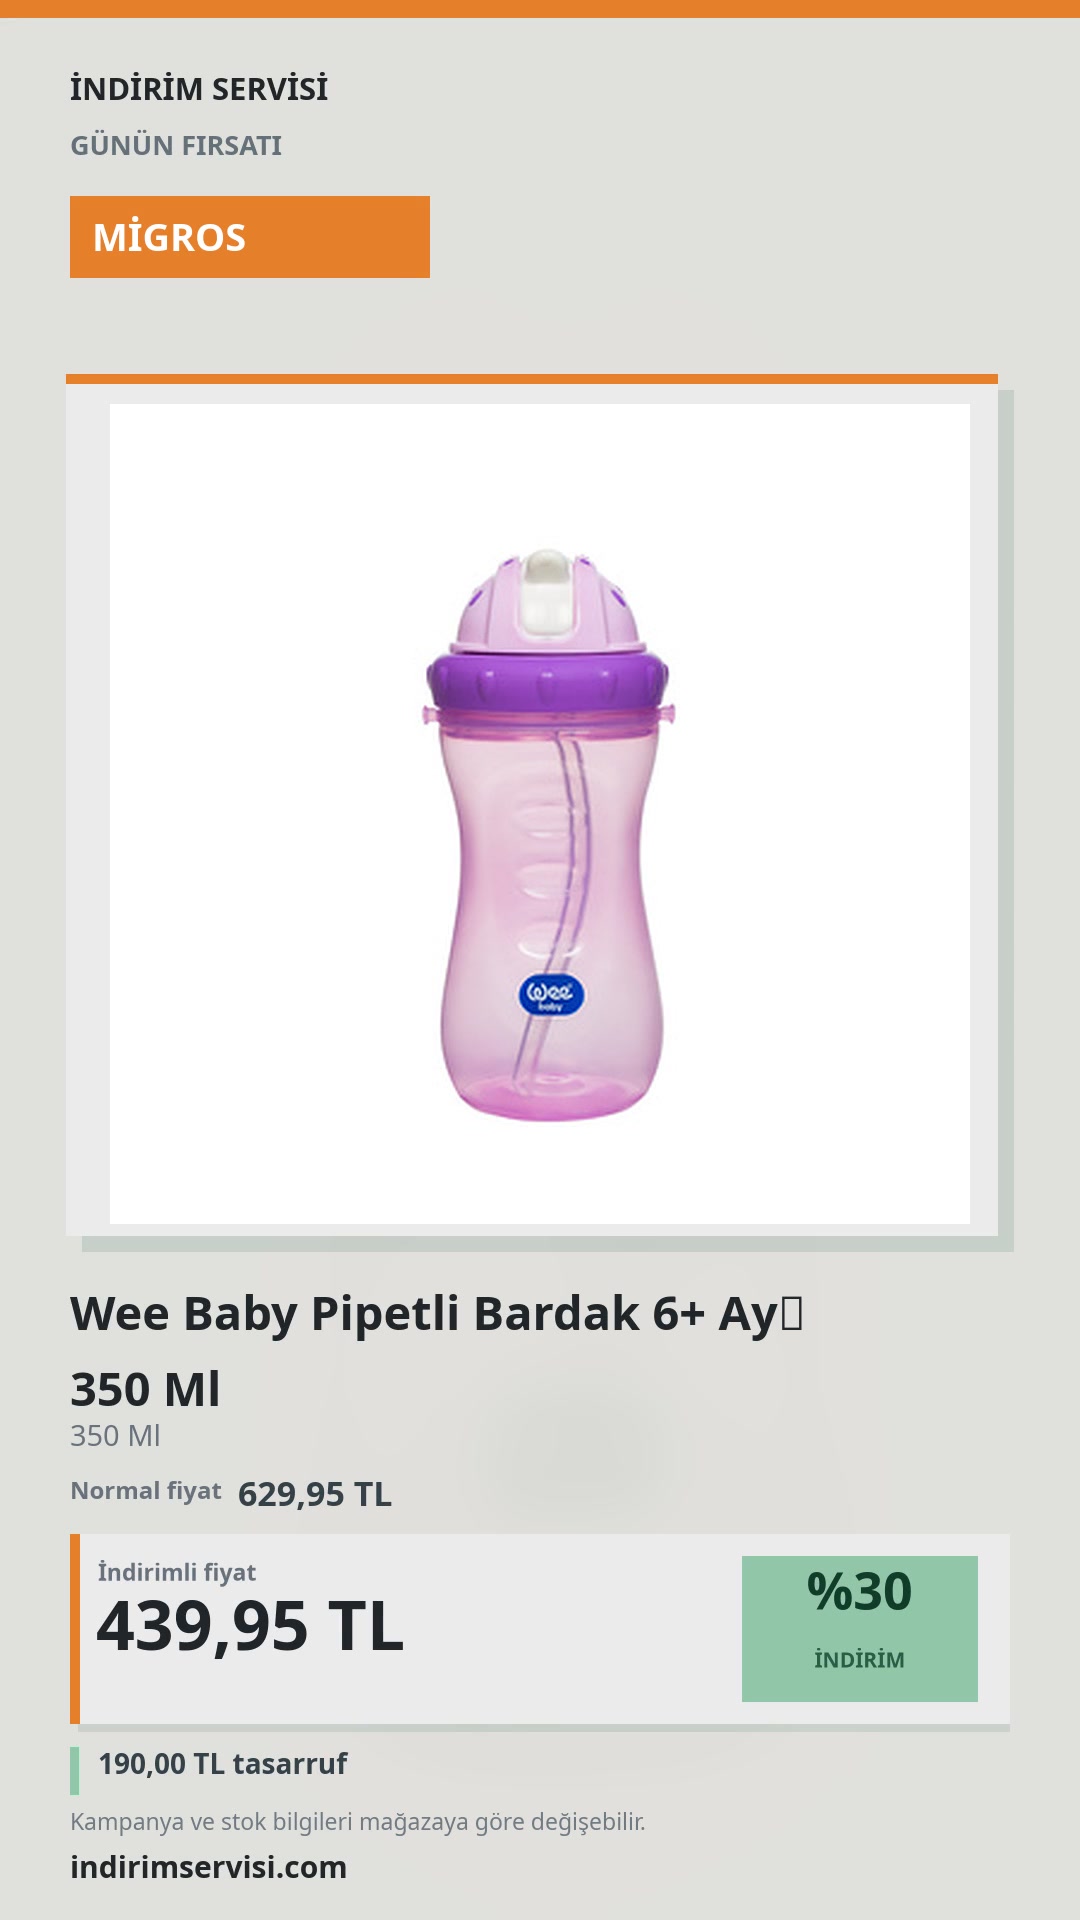 İNDİRİM SERVİSİ
GÜNÜN FIRSATI
MİGROS
Wee
baby
Wee Baby Pipetli Bardak 6+ Ay
350 Ml
350 Ml
Normal fiyat 629,95 TL
İndirimli fiyat
439,95 TL
%30
İNDİRİM
190,00 TL tasarruf
Kampanya ve stok bilgileri mağazaya göre değişebilir.
indirimservisi.com